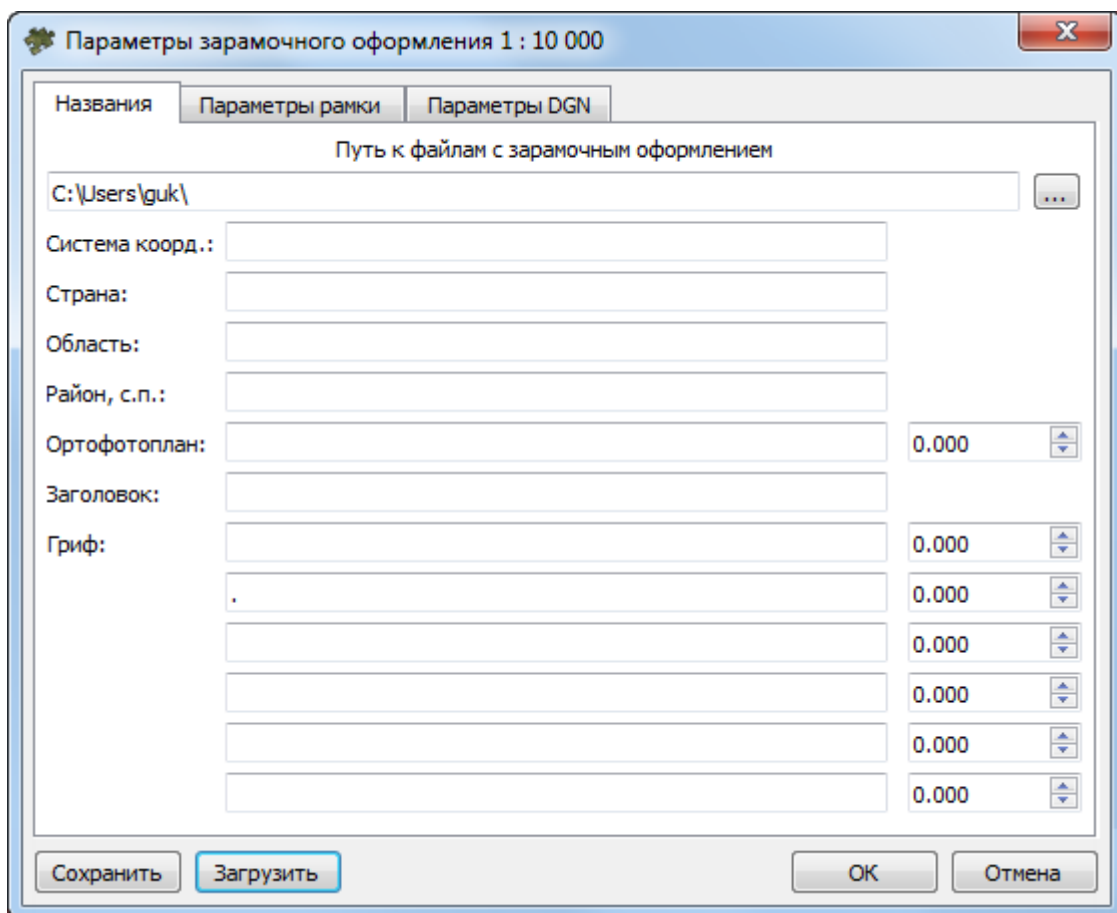 Параметры зарамочного оформления 1 : 10 000
Названия Параметры рамки Параметры DGN
Путь к файлам с зарамочным оформлением
C:\Users\guk\ ...
Система коорд.:
Страна:
Область:
Район, с.п.:
Ортофотоплан: 0.000
Заголовок:
Гриф: 0.000
. 0.000
0.000
0.000
0.000
0.000
Сохранить Загрузить ОК Отмена